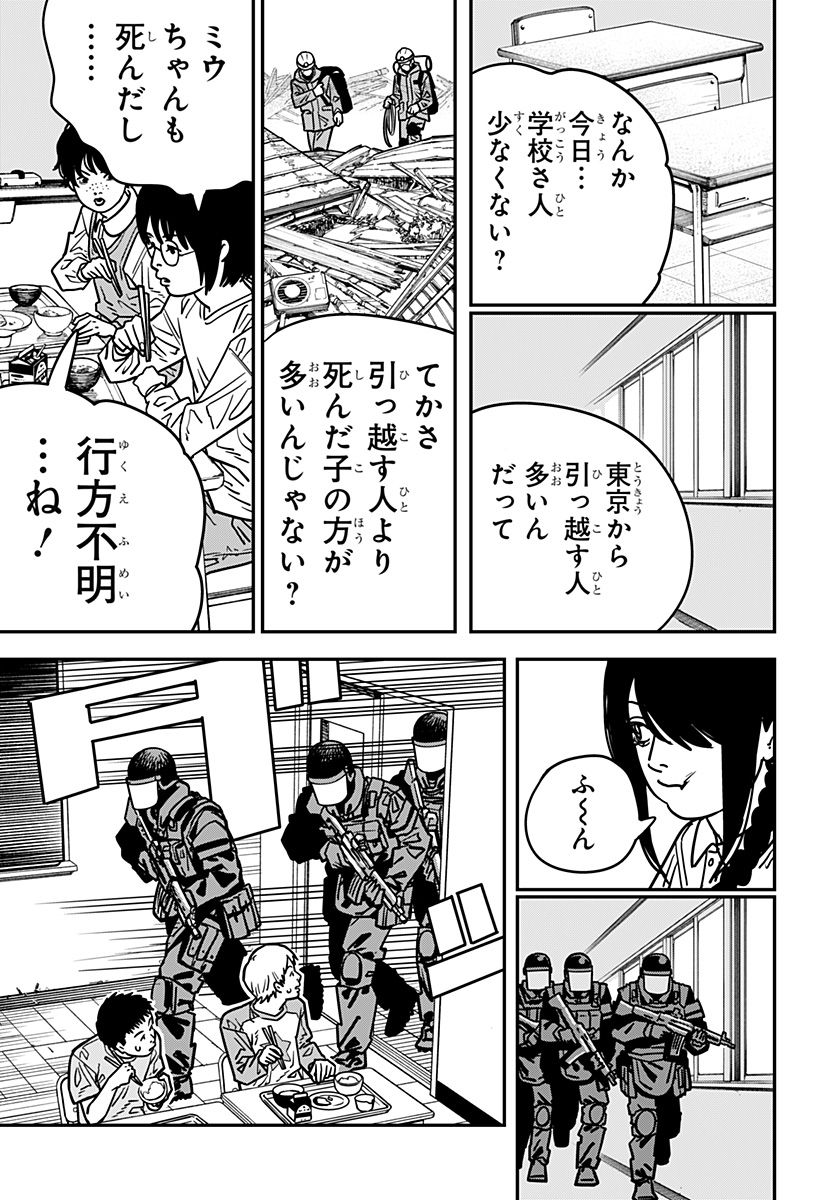 なんか
今日…
学校さ人
少なくない？
東京から
引っ越す人
多いん
だって
てかさ
引っ越す人より
死んだ子の方が
多いんじゃない？
ミウ
ちゃんも
死んだし
……
行方不明
…ね！
ふ～ん
ガラッ